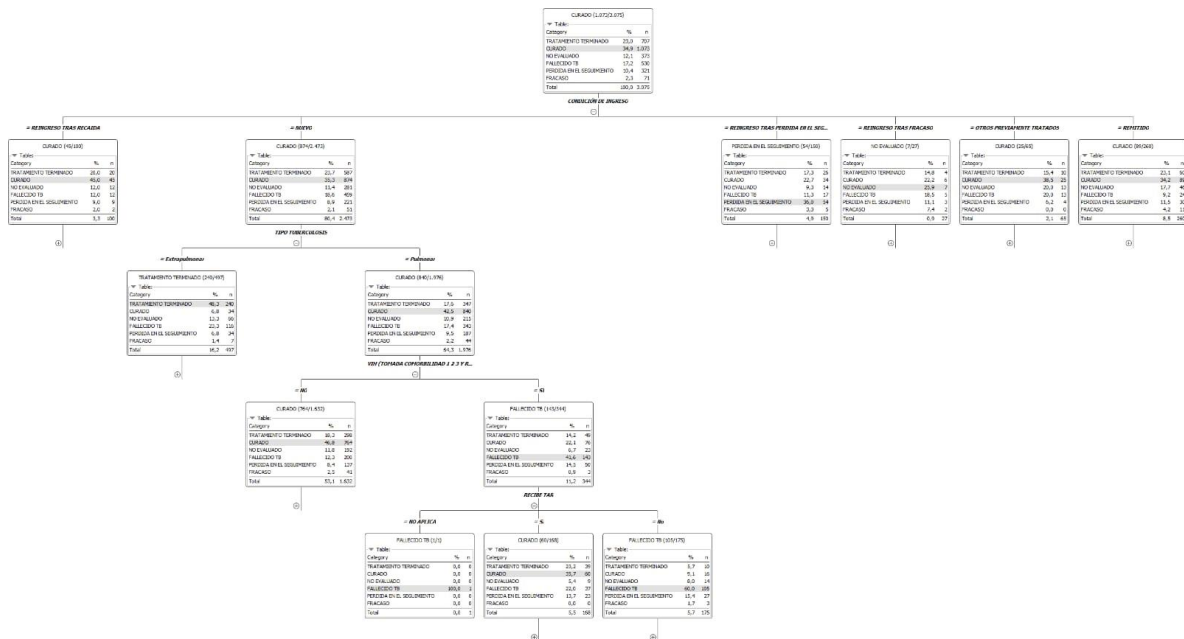 CURADO (1.073/3.075)
Table:
Category % n
TRATAMIENTO TERMINADO 23,0 707
CURADO 34,9 1.073
NO EVALUADO 12,1 373
FALLECIDO TB 17,2 530
PERDIDA EN EL SEGUIMIENTO 10,4 321
FRACASO 2,3 71
Total 100,0 3.075
CONDICIÓN DE INGRESO
= REINGRESO TRAS RECAIDA
= NUEVO
= REINGRESO TRAS PERDIDA EN EL SEG...
= REINGRESO TRAS FRACASO
= OTROS PREVIAMENTE TRATADOS
= REMITIDO
CURADO (45/100)
Table:
Category % n
TRATAMIENTO TERMINADO 20,0 20
CURADO 45,0 45
NO EVALUADO 12,0 12
FALLECIDO TB 12,0 12
PERDIDA EN EL SEGUIMIENTO 9,0 9
FRACASO 2,0 2
Total 3,3 100
CURADO (874/2.473)
Table:
Category % n
TRATAMIENTO TERMINADO 23,7 587
CURADO 35,3 874
NO EVALUADO 11,4 281
FALLECIDO TB
PERDIDA EN EL SEGUIMIENTO 8,9
FRACASO 2,1 51
Total 80,4 2.473
PERDIDA EN EL SEGUIMIENTO
Table:
Category % n
TRATAMIENTO TERMINADO 17,3 26
CURADO 22,7 34
NO EVALUADO 9,3 14
FALLECIDO TB 11,3 17
PERDIDA EN EL SEGUIMIENTO 36,0 54
FRACASO 3,3 5
Total 4,9
NO EVALUADO (7/27)
Table:
Category % n
TRATAMIENTO TERMINADO 14,8 4
CURADO 22,2 6
NO EVALUADO 25,9 7
FALLECIDO TB 18,5 5
PERDIDA EN EL SEGUIMIENTO 11,1 3
FRACASO 7,4 2
Total 0,9 27
CURADO (25/65)
Table:
Category % n
TRATAMIENTO TERMINADO 15,4 10
CURADO 38,5 25
NO EVALUADO 13
FALLECIDO TB 20,0 13
PERDIDA EN EL SEGUIMIENTO 6,2 4
FRACASO 0,0 0
Total 2,1 65
CURADO
Table:
Category % n
TRATAMIENTO TERMINADO 23,1
CURADO 34,2
NO EVALUADO 17,7
FALLECIDO TB 9,2
PERDIDA EN EL SEGUIMIENTO 11,5
FRACASO 4,2
Total
TIPO TUBERCULOSIS
= Extrapulmonar
= Pulmonar
TRATAMIENTO TERMINADO (240/497)
Table:
Category % n
TRATAMIENTO TERMINADO 48,3 240
CURADO 6,8 34
NO EVALUADO 13,3 66
FALLECIDO TB 23,3 116
PERDIDA EN EL SEGUIMIENTO 6,8 34
FRACASO 1,4 7
Total 16,2 497
CURADO (840/1.976)
Table:
Category % n
TRATAMIENTO TERMINADO 17,6 347
CURADO 42,5 840
NO EVALUADO 10,9 215
FALLECIDO TB 17,4 343
PERDIDA EN EL SEGUIMIENTO 9,5 187
FRACASO 2,2 44
Total 64,3 1.976
VIH (TOMADA COMORBILIDAD 1 2 3 Y R...
= NO
= SI
CURADO (764/1.632)
Table:
Category % n
TRATAMIENTO TERMINADO 18,3 298
CURADO 46,8 764
NO EVALUADO 11,8 192
FALLECIDO TB 12,3 200
PERDIDA EN EL SEGUIMIENTO 8,4 137
FRACASO 2,5 41
Total 53,1 1.632
FALLECIDO TB (143/344)
Table:
Category % n
TRATAMIENTO TERMINADO 14,2 49
CURADO 22,1 76
NO EVALUADO 6,7 23
FALLECIDO TB 41,6 143
PERDIDA EN EL SEGUIMIENTO 14,5 50
FRACASO 0,9 3
Total 11,2 344
RECIBE TAR
= NO APLICA
= No
FALLECIDO TB (1/1)
Table:
Category % n
TRATAMIENTO TERMINADO 0,0 0
CURADO 0,0 0
NO EVALUADO 0,0 0
FALLECIDO TB 100,0 1
PERDIDA EN EL SEGUIMIENTO 0,0 0
FRACASO 0,0 0
Total 0,0 1
CURADO (60/168)
Table:
Category % n
TRATAMIENTO TERMINADO 23,2 39
CURADO 35,7 60
NO EVALUADO 5,4 9
FALLECIDO TB 22,0 37
PERDIDA EN EL SEGUIMIENTO 13,7 23
FRACASO 0,0 0
Total 5,5 168
FALLECIDO TB (105/175)
Table:
Category % n
TRATAMIENTO TERMINADO 5,7 10
CURADO 9,1 16
NO EVALUADO 8,0 14
FALLECIDO TB 60,0 105
PERDIDA EN EL SEGUIMIENTO 15,4 27
FRACASO 1,7 3
Total 5,7 175